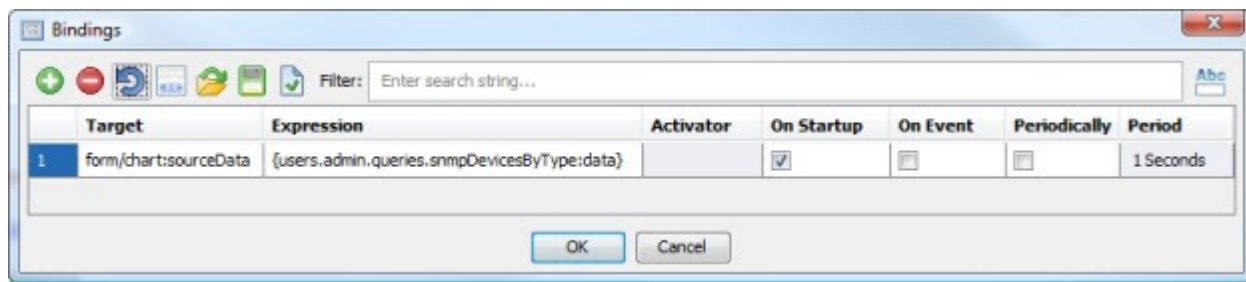 Bindings
Filter: Enter search string... Abc
Target Expression Activator On Startup On Event Periodically Period
1 form/chart:sourceData {users.admin.queries.snmpDevicesByType:data} 1 Seconds
OK Cancel